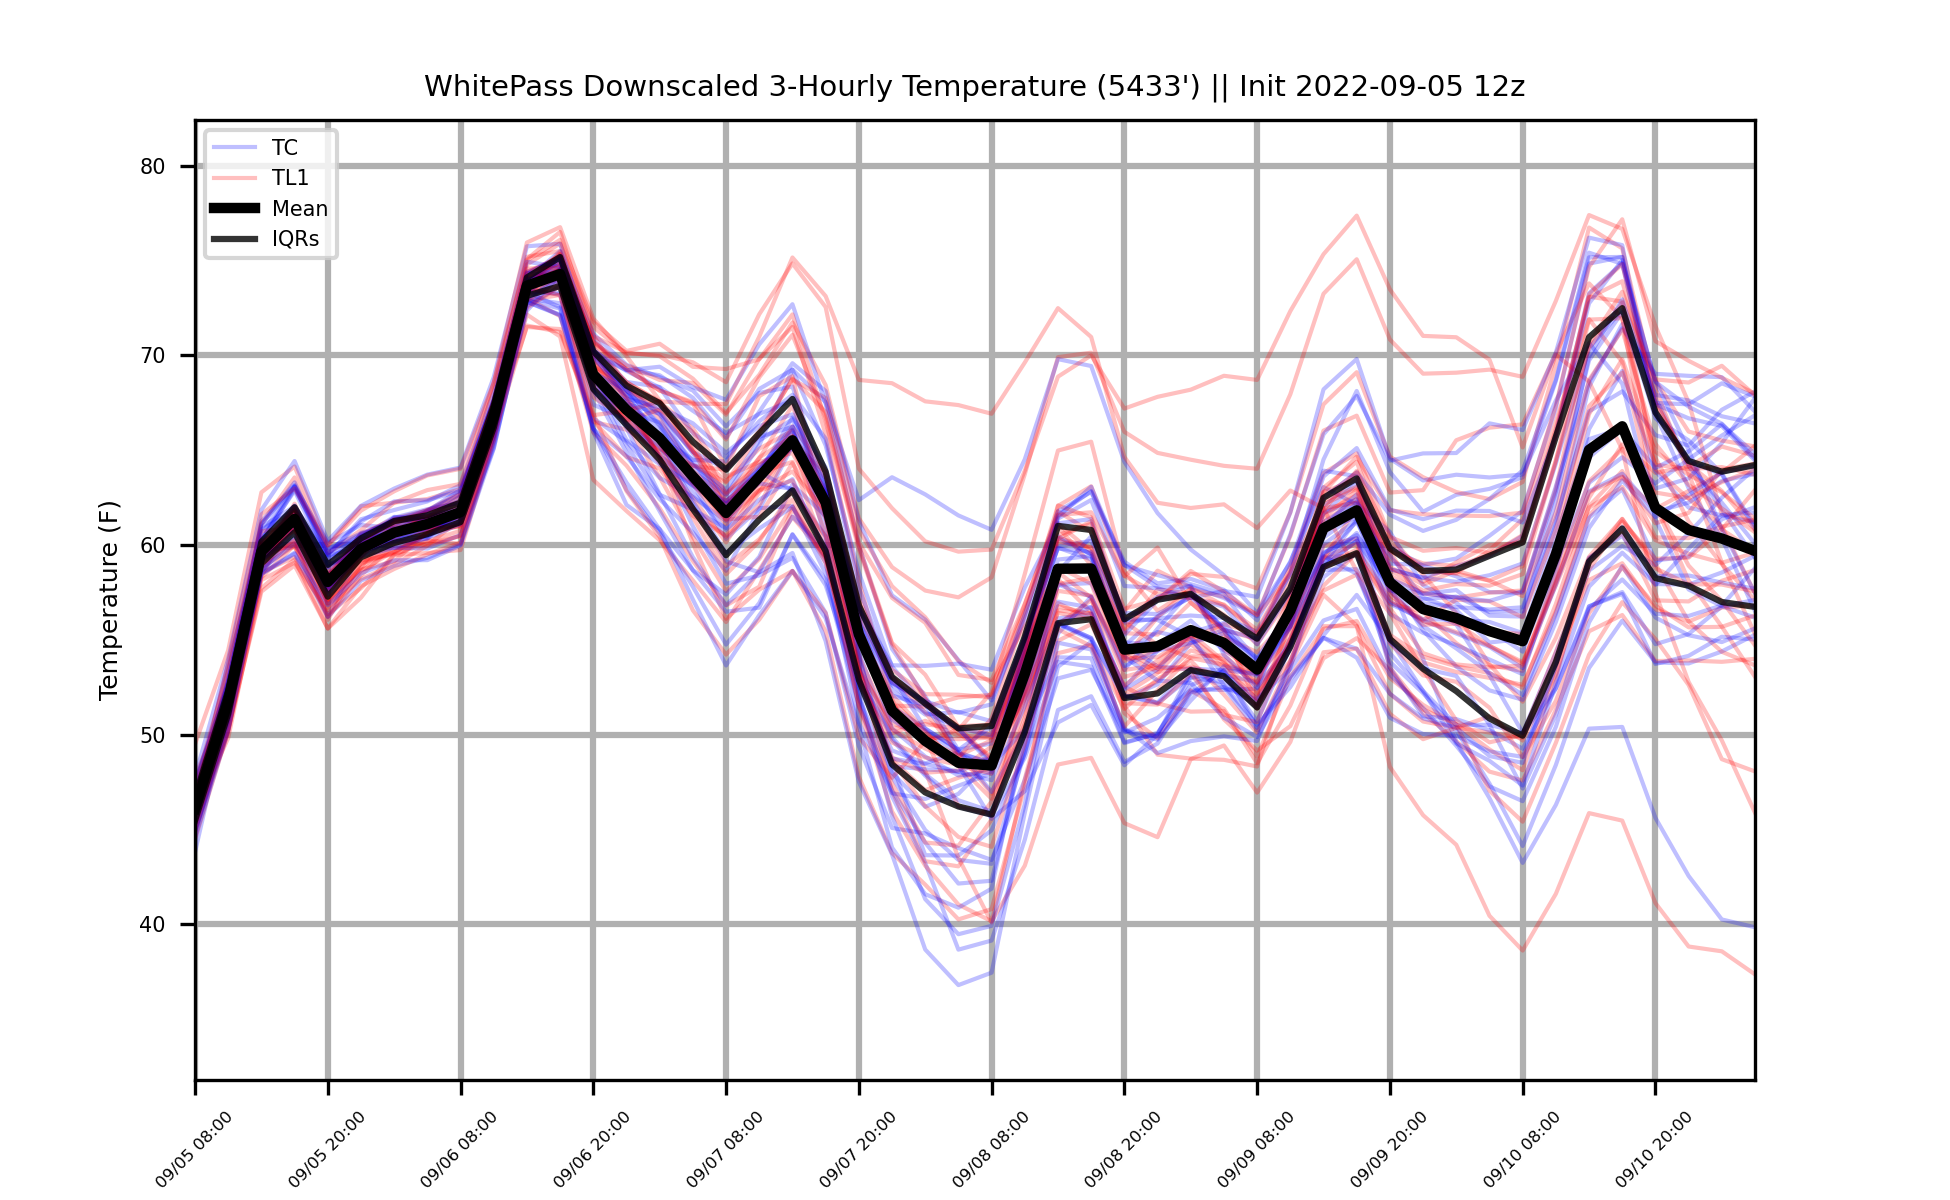 WhitePass Downscaled 3-Hourly Temperature (5433') || Init 2022-09-05 12z
TC
TL1
Mean
IQRs
Temperature (F)
80
70
60
50
40
09/05 08:00
09/05 20:00
09/06 08:00
09/06 20:00
09/07 08:00
09/07 20:00
09/08 08:00
09/08 20:00
09/09 08:00
09/09 20:00
09/10 08:00
09/10 20:00